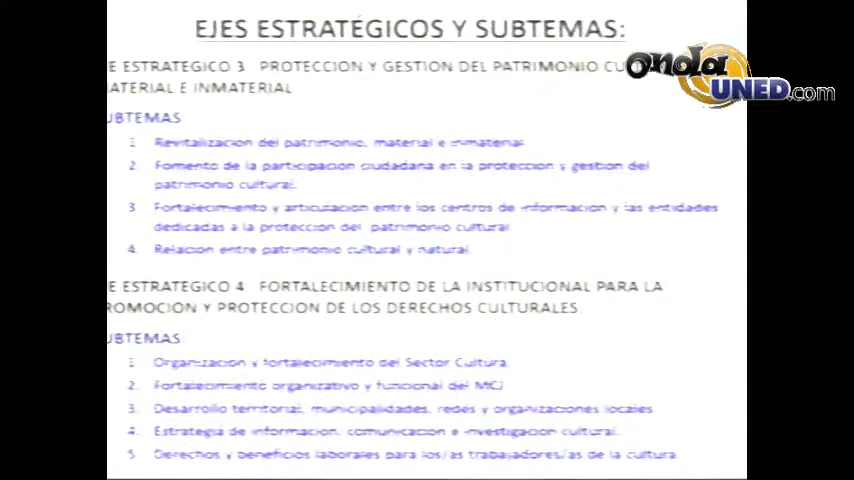 EJES ESTRATÉGICOS Y SUBTEMAS:
E ESTRATEGICO 3 PROTECCION Y GESTION DEL PATRIMONIO CU
MATERIAL E INMATERIAL
UBTEMAS
1 Revitalizacion del patrimonio, material e inmaterial
2 Fomento de la participacion ciudadana en la proteccion y gestion del
patrimonio cultural.
3 Fortalecimiento y articulacion entre los centros de informacion y las entidades
dedicadas a la proteccion del patrimonio cultural
4. Relacion entre patrimonio cultural y natural.
E ESTRATEGICO 4 FORTALECIMIENTO DE LA INSTITUCIONAL PARA LA
ROMOCION Y PROTECCION DE LOS DERECHOS CULTURALES.
UBTEMAS
1. Organizacion y fortalecimiento del Sector Cultura.
2. Fortalecimiento organizativo y funcional del MCJ
3. Desarrollo territorial, municipalidades, redes y organizaciones locales
4. Estrategia de informacion, comunicacion e investigacion cultural.
5. Derechos y beneficios laborales para los/as trabajadores/as de la cultura.
onda
UNED.com